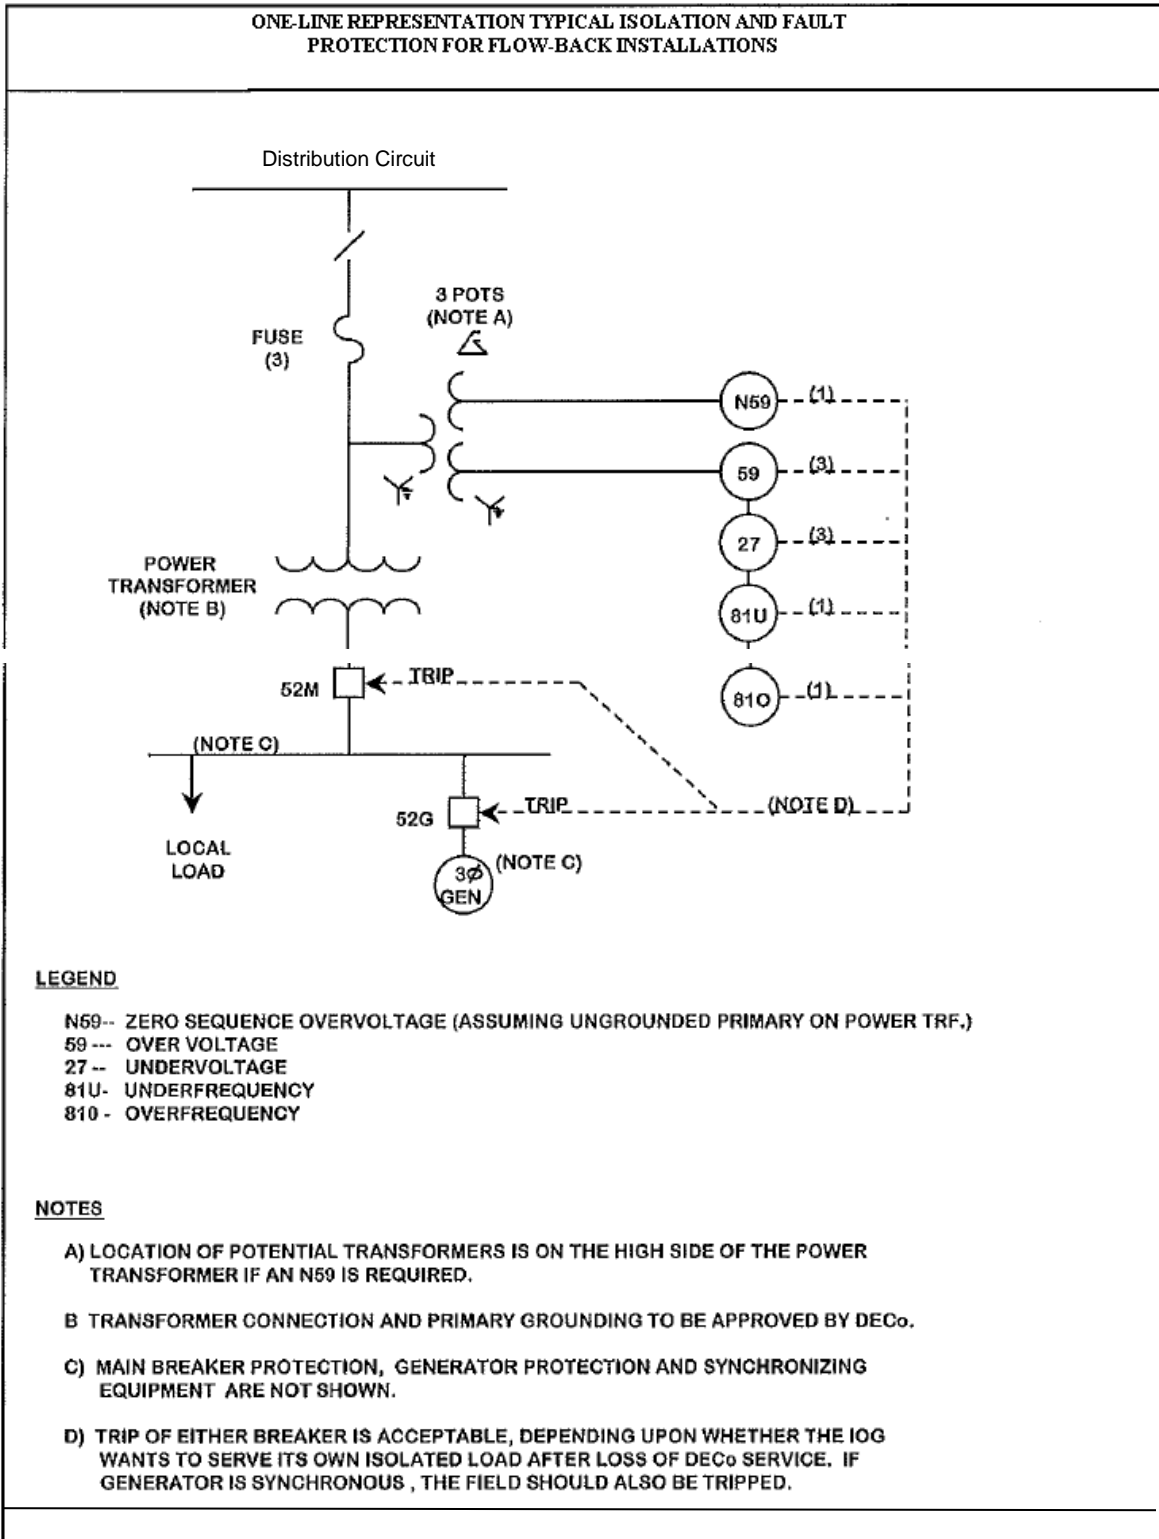 ONE-LINE REPRESENTATION TYPICAL ISOLATION AND FAULT
PROTECTION FOR FLOW-BACK INSTALLATIONS
Distribution Circuit
3 POTS
(NOTE A)
FUSE
(3)
N59
(1)
59
(3)
27
(3)
POWER
TRANSFORMER
(NOTE B)
81U
(1)
52M
TRIP
81O
(1)
(NOTE C)
52G
TRIP
(NOTE D)
LOCAL
LOAD
3Ø
GEN
(NOTE C)
LEGEND
N59-- ZERO SEQUENCE OVERVOLTAGE (ASSUMING UNGROUNDED PRIMARY ON POWER TRF.)
59 --- OVER VOLTAGE
27 -- UNDERVOLTAGE
81U- UNDERFREQUENCY
810 - OVERFREQUENCY
NOTES
A) LOCATION OF POTENTIAL TRANSFORMERS IS ON THE HIGH SIDE OF THE POWER
TRANSFORMER IF AN N59 IS REQUIRED.
B TRANSFORMER CONNECTION AND PRIMARY GROUNDING TO BE APPROVED BY DECo.
C) MAIN BREAKER PROTECTION, GENERATOR PROTECTION AND SYNCHRONIZING
EQUIPMENT ARE NOT SHOWN.
D) TRIP OF EITHER BREAKER IS ACCEPTABLE, DEPENDING UPON WHETHER THE IOG
WANTS TO SERVE ITS OWN ISOLATED LOAD AFTER LOSS OF DECo SERVICE. IF
GENERATOR IS SYNCHRONOUS , THE FIELD SHOULD ALSO BE TRIPPED.